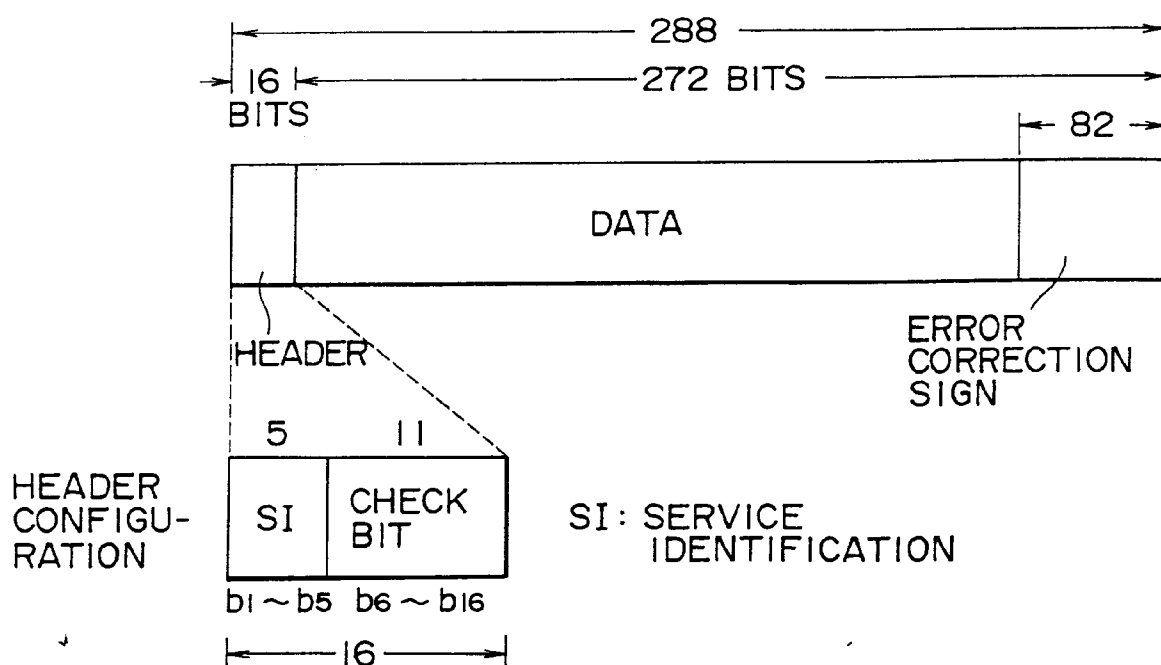 288
16 BITS
272 BITS
82
DATA
HEADER
ERROR
CORRECTION
SIGN
5
11
HEADER
CONFIGU-
RATION
SI
CHECK
BIT
SI: SERVICE
IDENTIFICATION
b1~b5 b6~b16
16